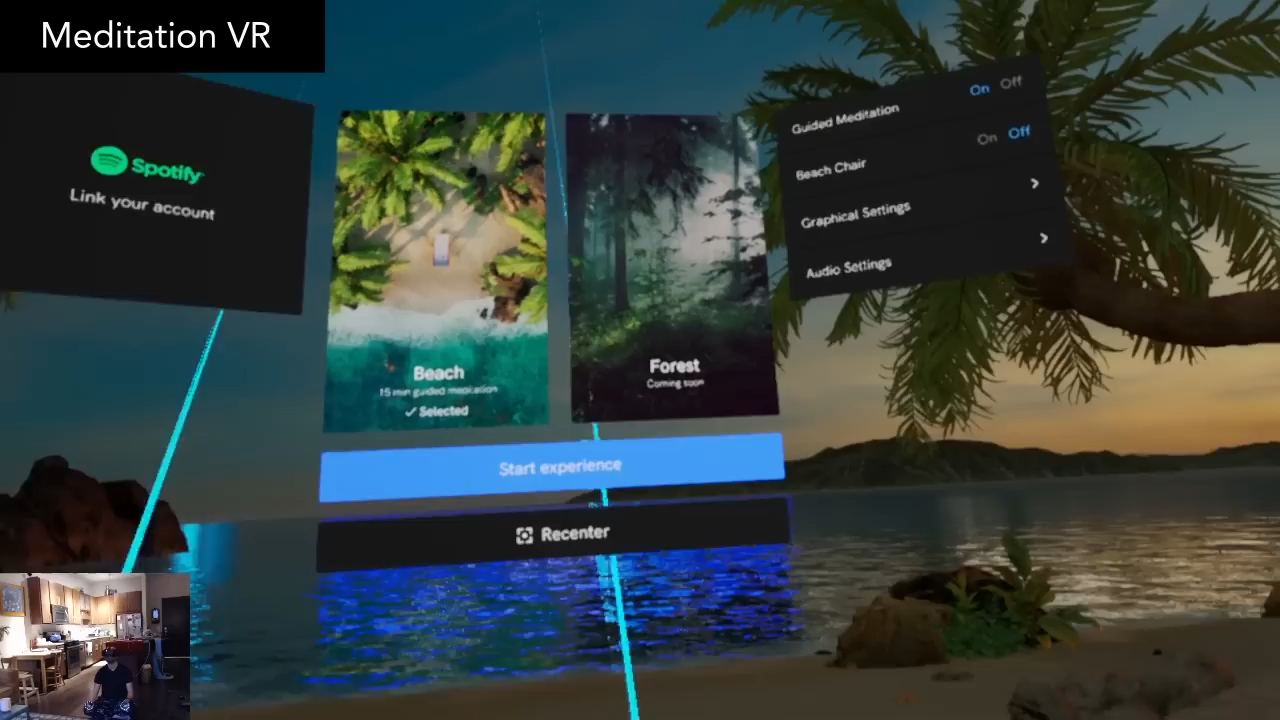 Meditation VR
Spotify
Link your account
Beach
15 min guided meditation
✓ Selected
Forest
Coming soon
Guided Meditation On Off
Beach Chair On Off
Graphical Settings
Audio Settings
Start experience
Recenter